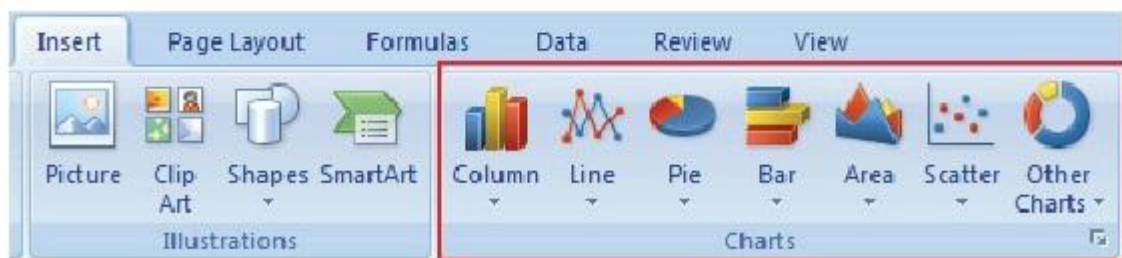 Insert Page Layout Formulas Data Review View
Picture Clip Art Shapes SmartArt Column Line Pie Bar Area Scatter Other Charts
Illustrations Charts